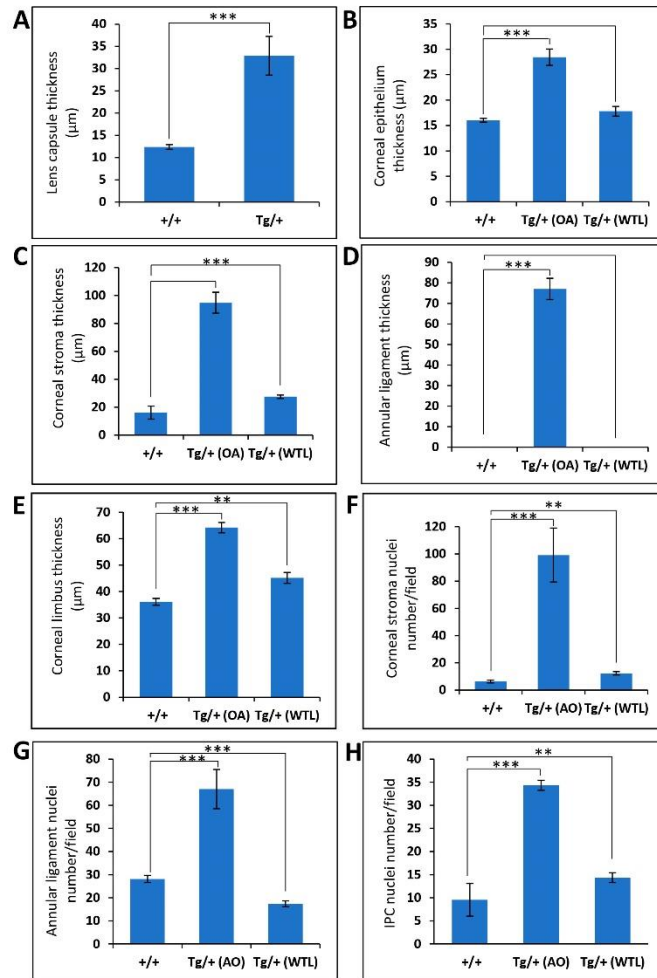 A
Lens capsule thickness
(µm)
40
35
30
25
20
15
10
5
0
***
+/+
Tg/+
B
Corneal epithelium
thickness (µm)
35
30
25
20
15
10
5
0
***
+/+
Tg/+ (OA)
Tg/+ (WTL)
C
Corneal stroma thickness
(µm)
120
100
80
60
40
20
0
***
+/+
Tg/+ (OA)
Tg/+ (WTL)
D
Annular ligament thickness
(µm)
90
80
70
60
50
40
30
20
10
0
***
+/+
Tg/+ (OA)
Tg/+ (WTL)
E
Corneal limbus thickness
(µm)
70
60
50
40
30
20
10
0
**
***
+/+
Tg/+ (OA)
Tg/+ (WTL)
F
Corneal stroma nuclei
number/field
120
100
80
60
40
20
0
**
***
+/+
Tg/+ (AO)
Tg/+ (WTL)
G
Annular ligament nuclei
number/field
80
70
60
50
40
30
20
10
0
***
***
+/+
Tg/+ (AO)
Tg/+ (WTL)
H
IPC nuclei number/field
40
35
30
25
20
15
10
5
0
**
***
+/+
Tg/+ (AO)
Tg/+ (WTL)